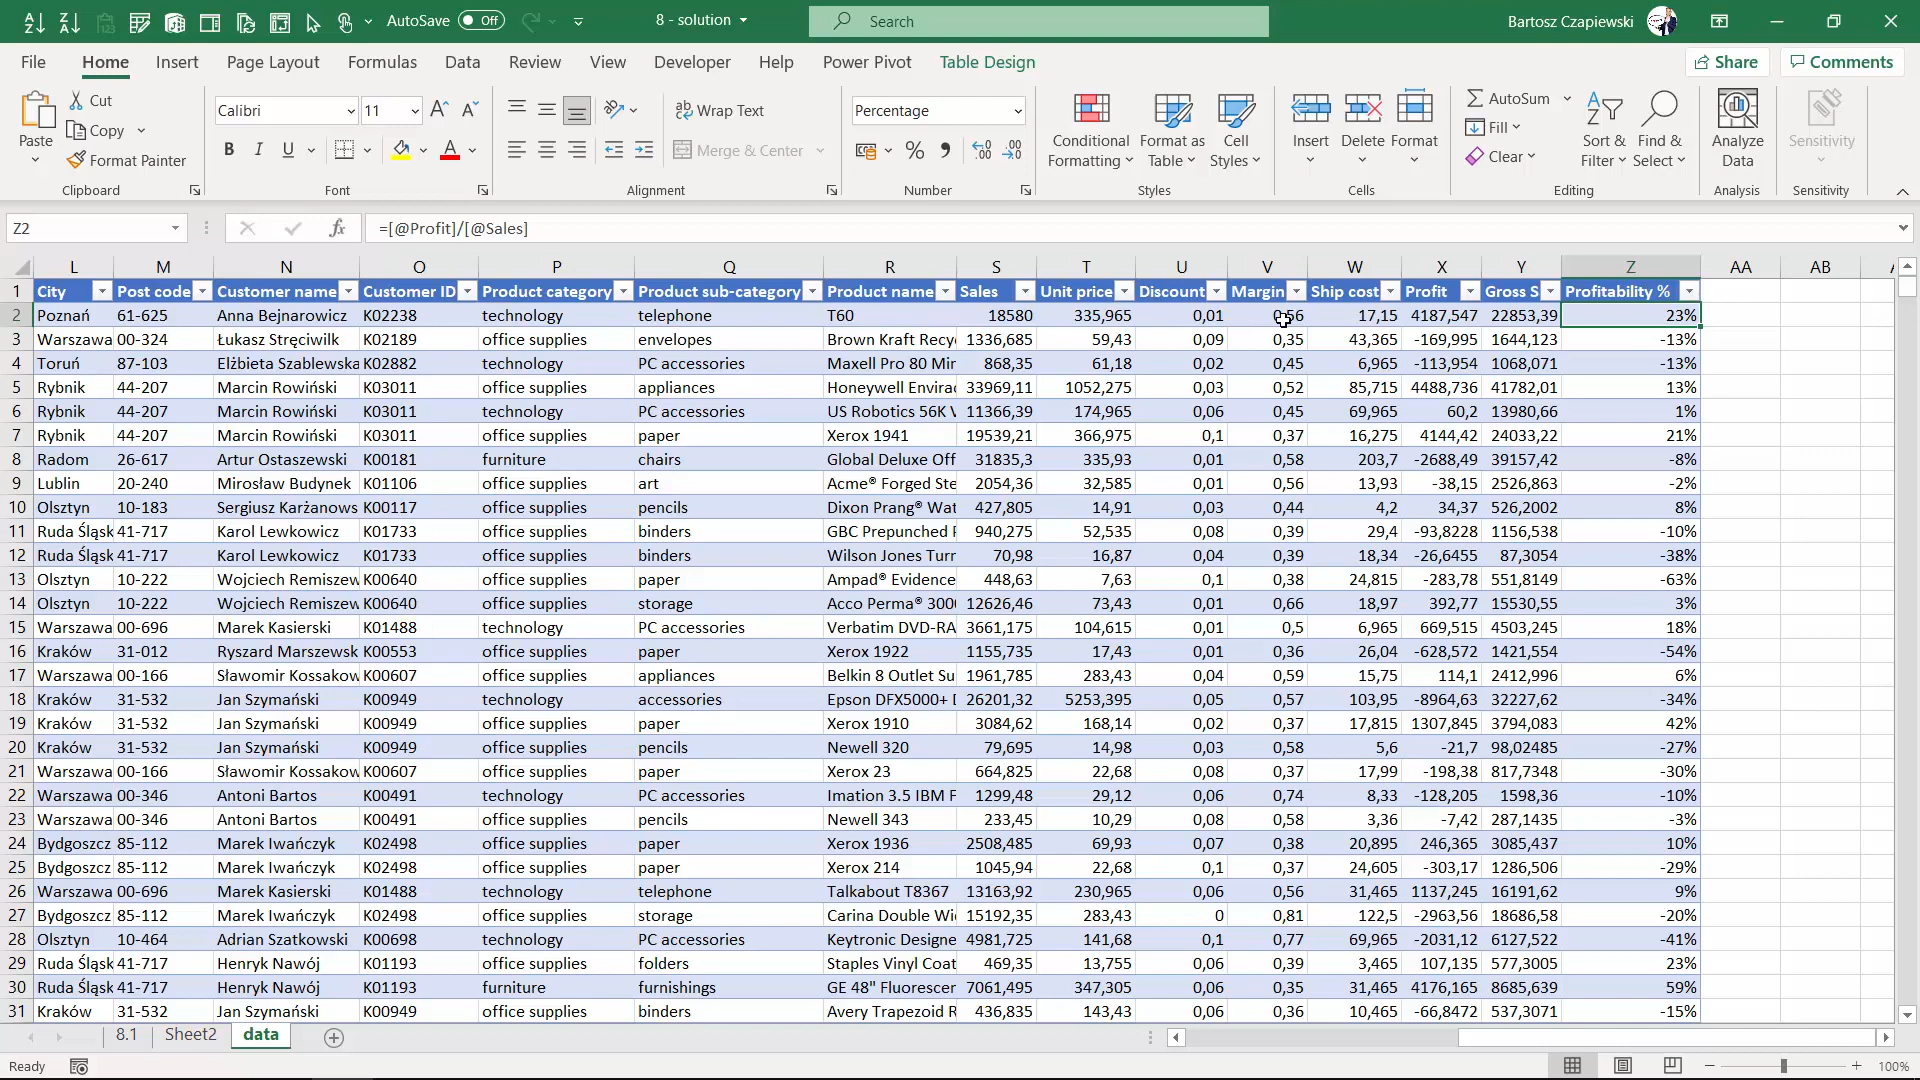 AutoSave Off 8 - solution Search Bartosz Czapiewski
File Home Insert Page Layout Formulas Data Review View Developer Help Power Pivot Table Design Share Comments
Paste Cut Copy Format Painter Clipboard
Calibri 11 A A B I U A Font
Wrap Text Merge & Center Alignment
Percentage % Number
Conditional Formatting Format as Table Cell Styles Styles
Insert Delete Format Cells
AutoSum Fill Clear Sort & Filter Find & Select Editing
Analyze Data Analysis
Sensitivity Sensitivity
Z2 fx =[@Profit]/[@Sales]
L M N O P Q R S T U V W X Y Z AA AB
1 City Post code Customer name Customer ID Product category Product sub-category Product name Sales Unit price Discount Margin Ship cost Profit Gross S Profitability %
2 Poznań 61-625 Anna Bejnarowicz K02238 technology telephone T60 18580 335,965 0,01 17,15 4187,547 22853,39 23%
3 Warszawa 00-324 Łukasz Stręciwilk K02189 office supplies envelopes Brown Kraft Recy 1336,685 59,43 0,09 0,35 43,365 -169,995 1644,123 -13%
4 Toruń 87-103 Elżbieta Szablewska K02882 technology PC accessories Maxell Pro 80 Min 868,35 61,18 0,02 0,45 6,965 -113,954 1068,071 -13%
5 Rybnik 44-207 Marcin Rowiński K03011 office supplies appliances Honeywell Envirac 33969,11 1052,275 0,03 0,52 85,715 4488,736 41782,01 13%
6 Rybnik 44-207 Marcin Rowiński K03011 technology PC accessories US Robotics 56K V 11366,39 174,965 0,06 0,45 69,965 60,2 13980,66 1%
7 Rybnik 44-207 Marcin Rowiński K03011 office supplies paper Xerox 1941 19539,21 366,975 0,1 0,37 16,275 4144,42 24033,22 21%
8 Radom 26-617 Artur Ostaszewski K00181 furniture chairs Global Deluxe Off 31835,3 335,93 0,01 0,58 203,7 -2688,49 39157,42 -8%
9 Lublin 20-240 Mirosław Budynek K01106 office supplies art Acme® Forged Ste 2054,36 32,585 0,01 0,56 13,93 -38,15 2526,863 -2%
10 Olsztyn 10-183 Sergiusz Karżanows K00117 office supplies pencils Dixon Prang® Wat 427,805 14,91 0,03 0,44 4,2 34,37 526,2002 8%
11 Ruda Śląsk 41-717 Karol Lewkowicz K01733 office supplies binders GBC Prepunched P 940,275 52,535 0,08 0,39 29,4 -93,8228 1156,538 -10%
12 Ruda Śląsk 41-717 Karol Lewkowicz K01733 office supplies binders Wilson Jones Turn 70,98 16,87 0,04 0,39 18,34 -26,6455 87,3054 -38%
13 Olsztyn 10-222 Wojciech Remiszew K00640 office supplies paper Ampad® Evidence 448,63 7,63 0,1 0,38 24,815 -283,78 551,8149 -63%
14 Olsztyn 10-222 Wojciech Remiszew K00640 office supplies storage Acco Perma® 300 12626,46 73,43 0,01 0,66 18,97 392,77 15530,55 3%
15 Warszawa 00-696 Marek Kasierski K01488 technology PC accessories Verbatim DVD-RA 3661,175 104,615 0,01 0,5 6,965 669,515 4503,245 18%
16 Kraków 31-012 Ryszard Marszewsk K00553 office supplies paper Xerox 1922 1155,735 17,43 0,01 0,36 26,04 -628,572 1421,554 -54%
17 Warszawa 00-166 Sławomir Kossakow K00607 office supplies appliances Belkin 8 Outlet Su 1961,785 283,43 0,04 0,59 15,75 114,1 2412,996 6%
18 Kraków 31-532 Jan Szymański K00949 technology accessories Epson DFX5000+ D 26201,32 5253,395 0,05 0,57 103,95 -8964,63 32227,62 -34%
19 Kraków 31-532 Jan Szymański K00949 office supplies paper Xerox 1910 3084,62 168,14 0,02 0,37 17,815 1307,845 3794,083 42%
20 Kraków 31-532 Jan Szymański K00949 office supplies pencils Newell 320 79,695 14,98 0,03 0,58 5,6 -21,7 98,02485 -27%
21 Warszawa 00-166 Sławomir Kossakow K00607 office supplies paper Xerox 23 664,825 22,68 0,08 0,37 17,99 -198,38 817,7348 -30%
22 Warszawa 00-346 Antoni Bartos K00491 technology PC accessories Imation 3.5 IBM F 1299,48 29,12 0,06 0,74 8,33 -128,205 1598,36 -10%
23 Warszawa 00-346 Antoni Bartos K00491 office supplies pencils Newell 343 233,45 10,29 0,08 0,58 3,36 -7,42 287,1435 -3%
24 Bydgoszcz 85-112 Marek Iwańczyk K02498 office supplies paper Xerox 1936 2508,485 69,93 0,07 0,38 20,895 246,365 3085,437 10%
25 Bydgoszcz 85-112 Marek Iwańczyk K02498 office supplies paper Xerox 214 1045,94 22,68 0,1 0,37 24,605 -303,17 1286,506 -29%
26 Warszawa 00-696 Marek Kasierski K01488 technology telephone Talkabout T8367 13163,92 230,965 0,06 0,56 31,465 1137,245 16191,62 9%
27 Bydgoszcz 85-112 Marek Iwańczyk K02498 office supplies storage Carina Double Wi 15192,35 283,43 0 0,81 122,5 -2963,56 18686,58 -20%
28 Olsztyn 10-464 Adrian Szatkowski K00698 technology PC accessories Keytronic Designe 4981,725 141,68 0,1 0,77 69,965 -2031,12 6127,522 -41%
29 Ruda Śląsk 41-717 Henryk Nawój K01193 office supplies folders Staples Vinyl Coat 469,35 13,755 0,06 0,39 3,465 107,135 577,3005 23%
30 Ruda Śląsk 41-717 Henryk Nawój K01193 furniture furnishings GE 48" Fluorescen 7061,495 347,305 0,06 0,35 31,465 4176,165 8685,639 59%
31 Kraków 31-532 Jan Szymański K00949 office supplies binders Avery Trapezoid R 436,835 143,43 0,06 0,36 10,465 -66,8472 537,3071 -15%
8.1 Sheet2 data
Ready 100%